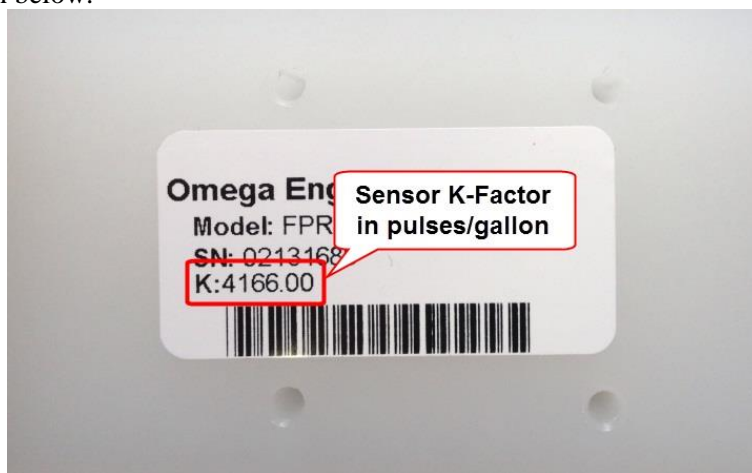 below.
Omega Eng
Sensor K-Factor
in pulses/gallon
Model: FPR
SN: 0213168
K:4166.00